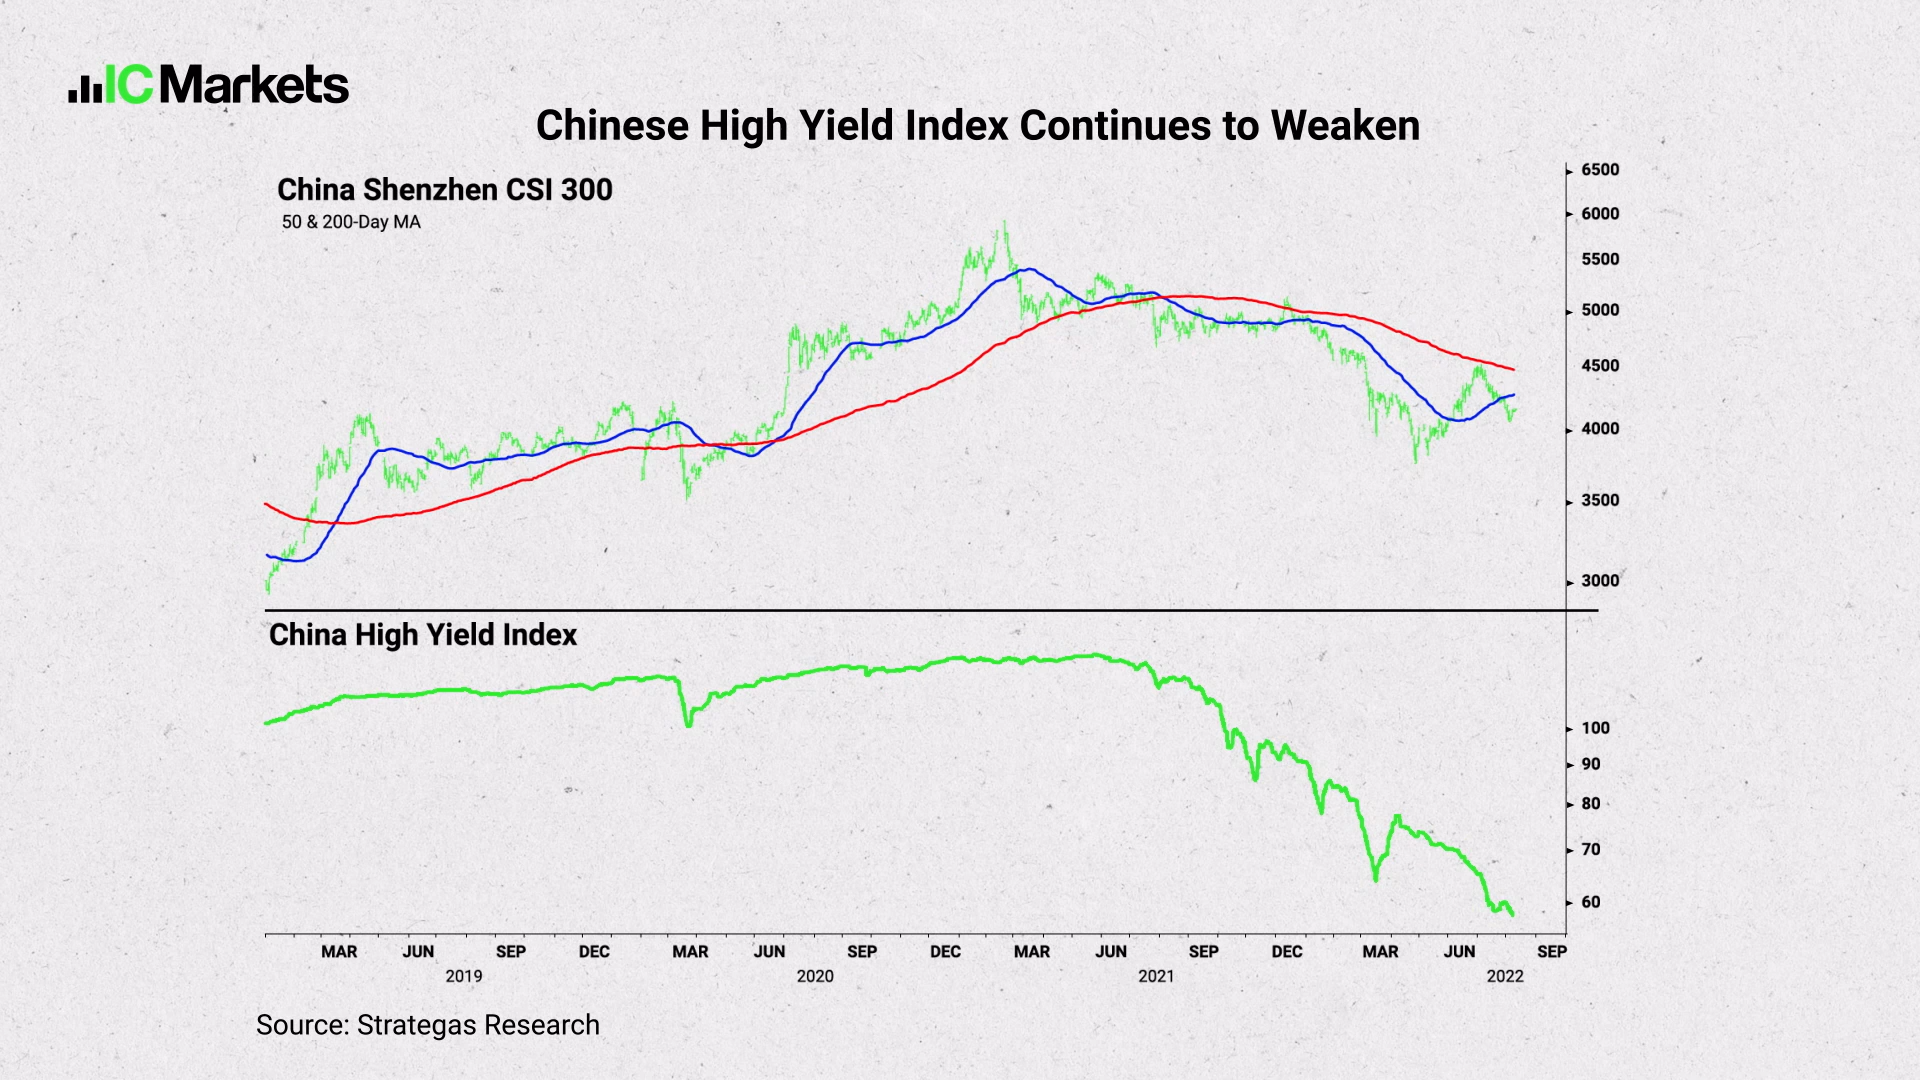 IC Markets
Chinese High Yield Index Continues to Weaken
China Shenzhen CSI 300
50 & 200-Day MA
6500
6000
5500
5000
4500
4000
3500
3000
China High Yield Index
100
90
80
70
60
MAR JUN SEP DEC MAR JUN SEP DEC MAR JUN SEP DEC MAR JUN SEP
2019 2020 2021 2022
Source: Strategas Research